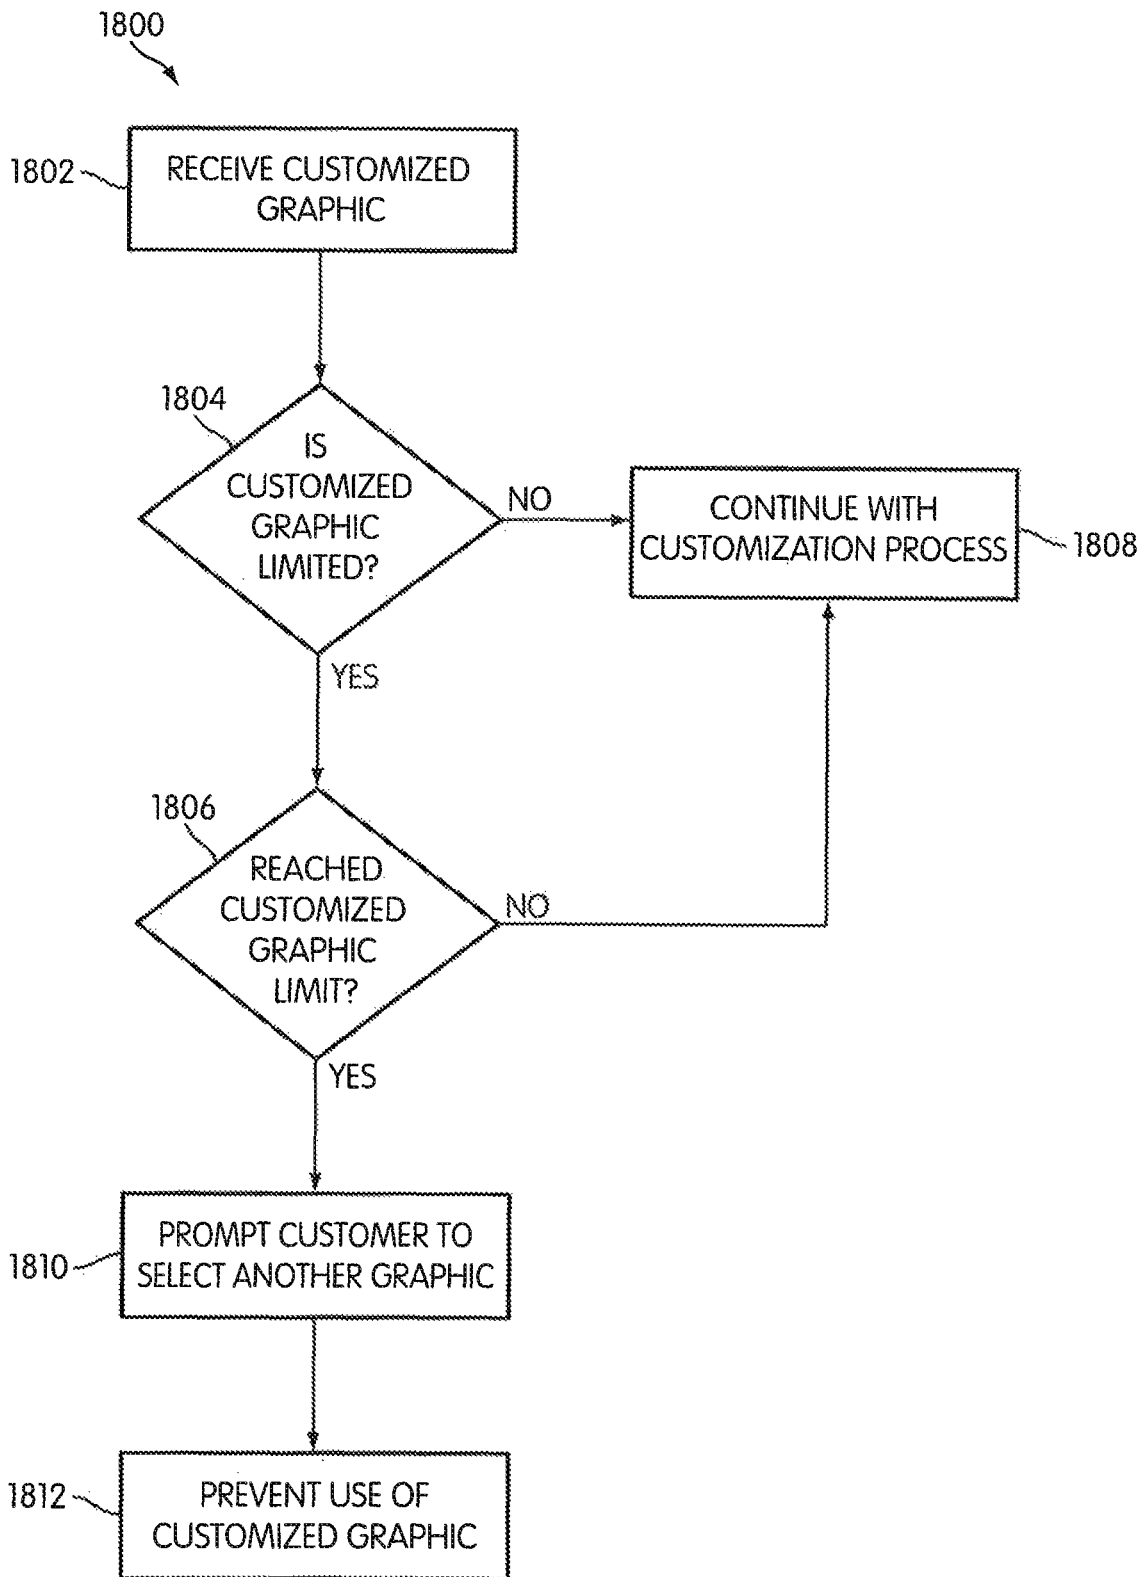 1800
1802
RECEIVE CUSTOMIZED
GRAPHIC
1804
IS
CUSTOMIZED
GRAPHIC
LIMITED?
NO
CONTINUE WITH
CUSTOMIZATION PROCESS
1808
YES
1806
REACHED
CUSTOMIZED
GRAPHIC
LIMIT?
NO
YES
1810
PROMPT CUSTOMER TO
SELECT ANOTHER GRAPHIC
1812
PREVENT USE OF
CUSTOMIZED GRAPHIC